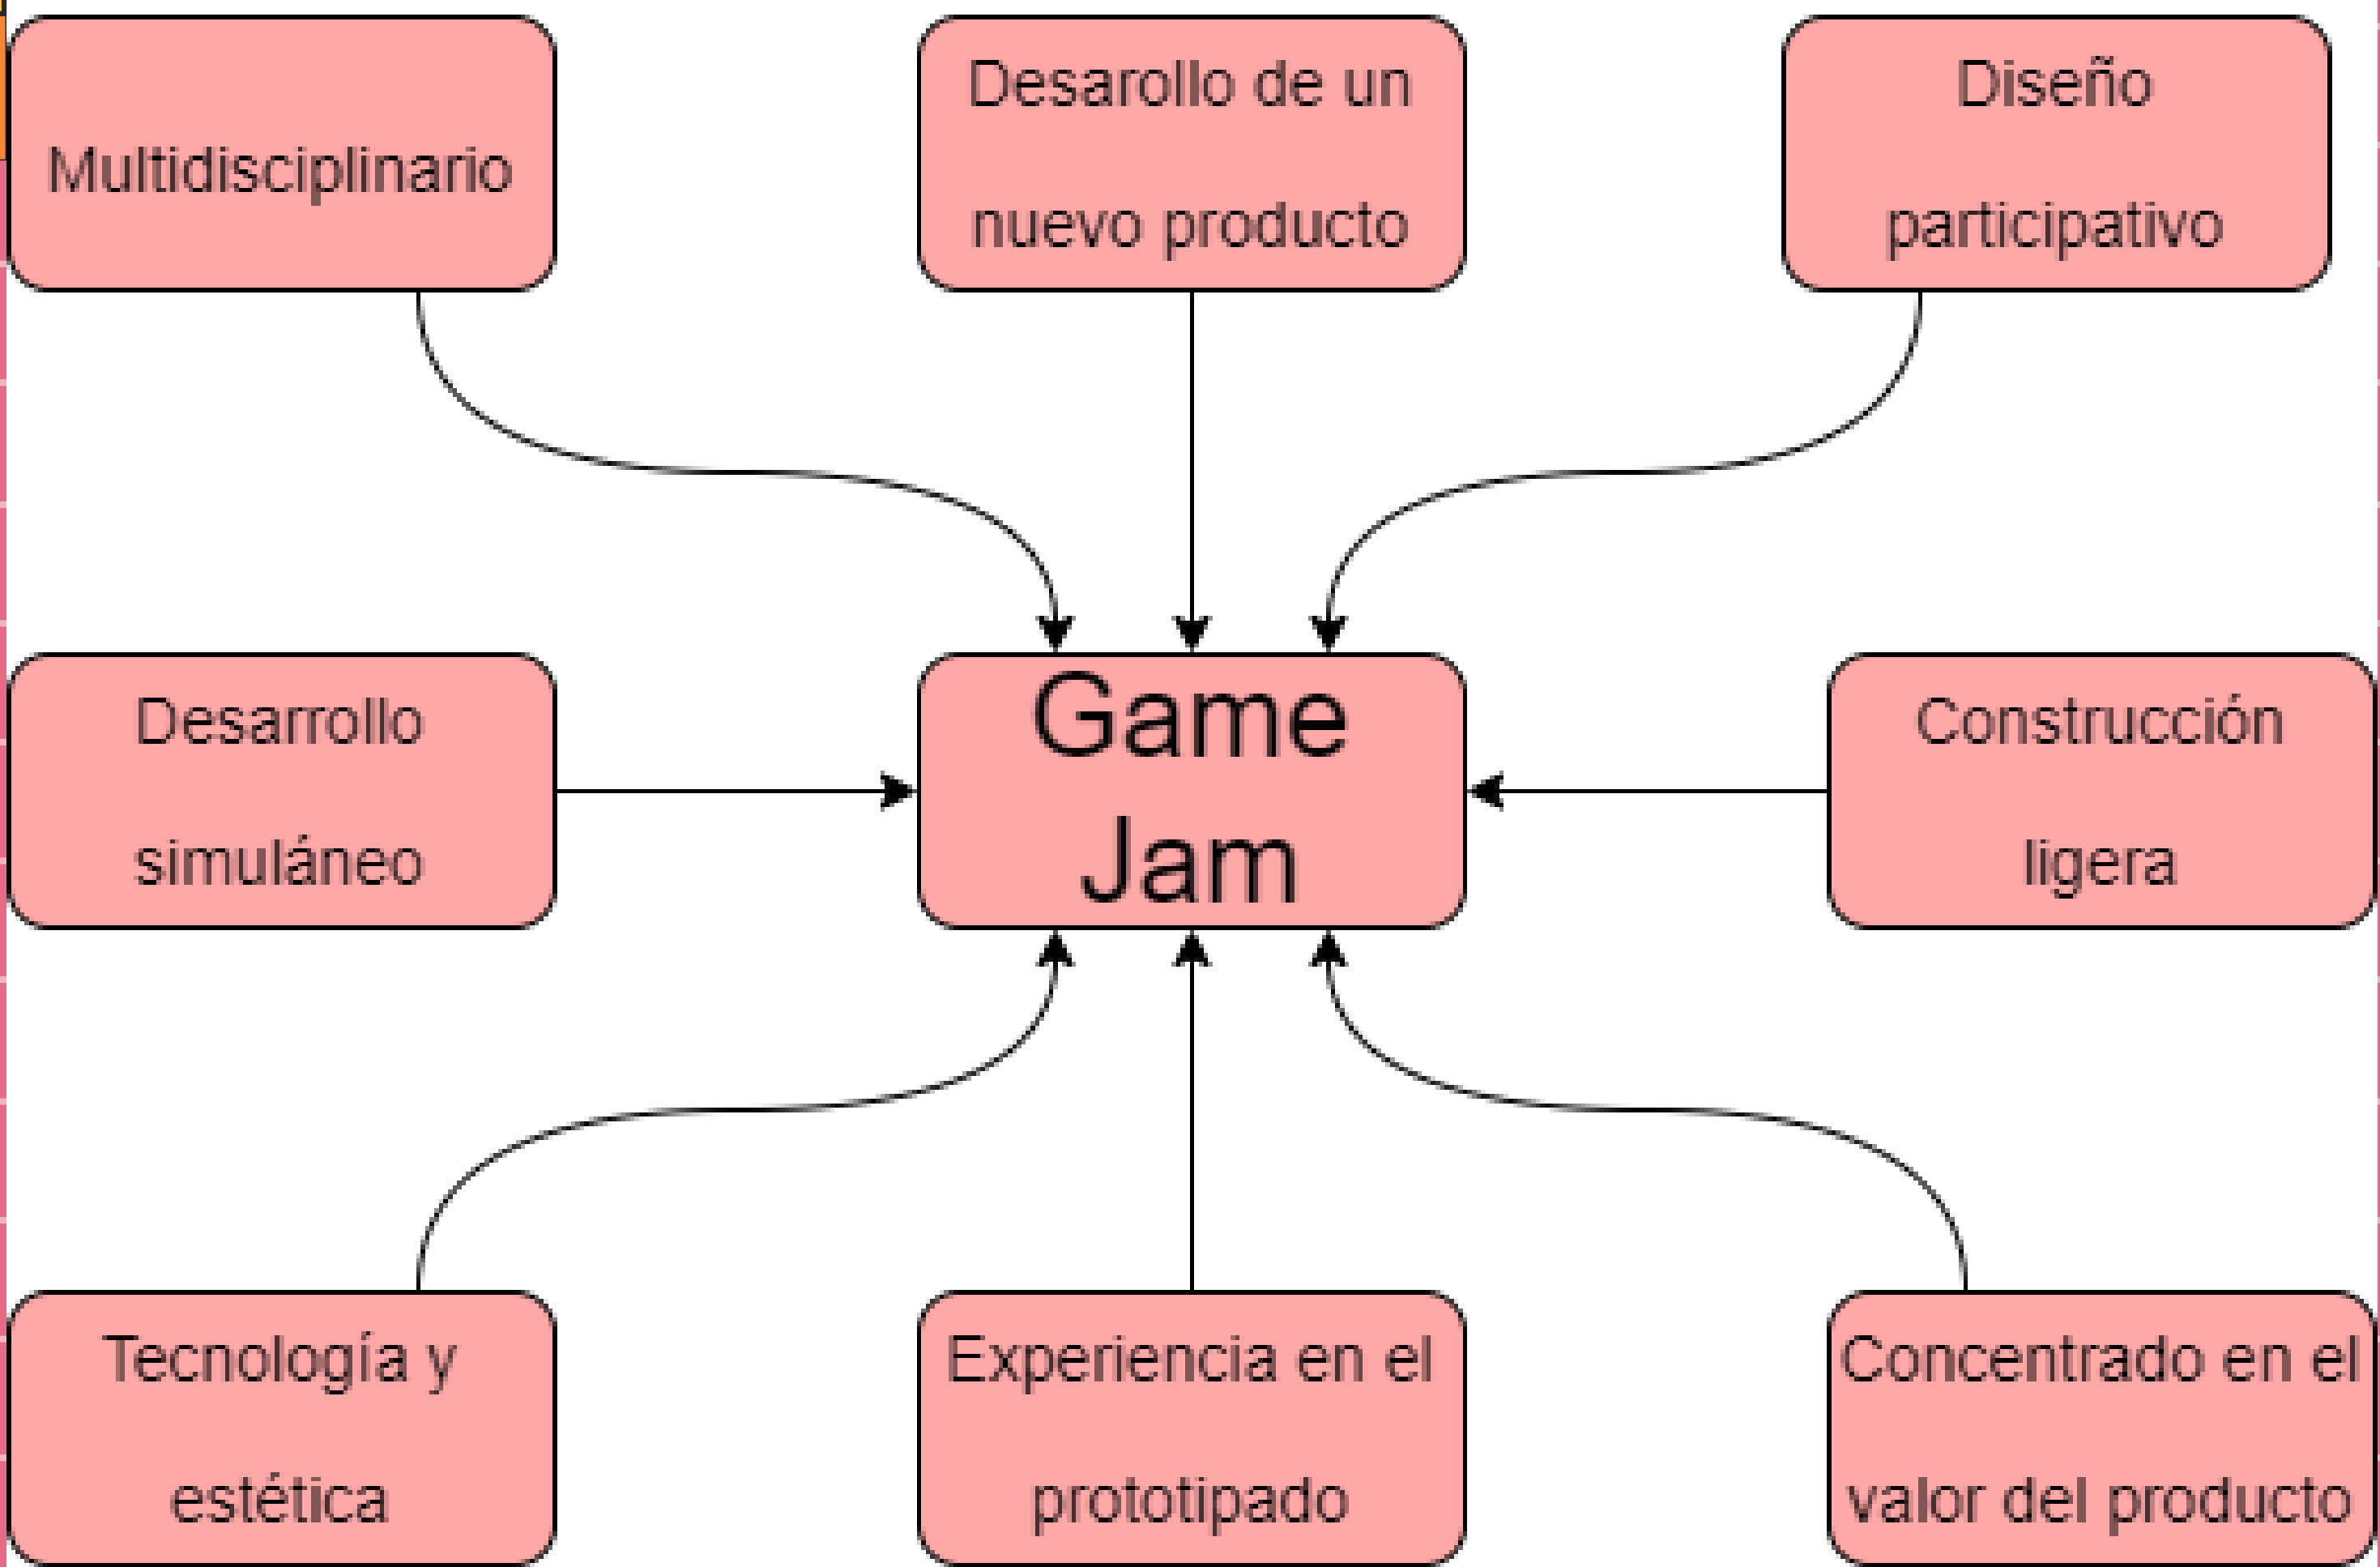 Multidisciplinario
Desarollo de un
nuevo producto
Diseño
participativo
Desarrollo
simuláneo
Game
Jam
Construcción
ligera
Tecnología y
estética
Experiencia en el
prototipado
Concentrado en el
valor del producto